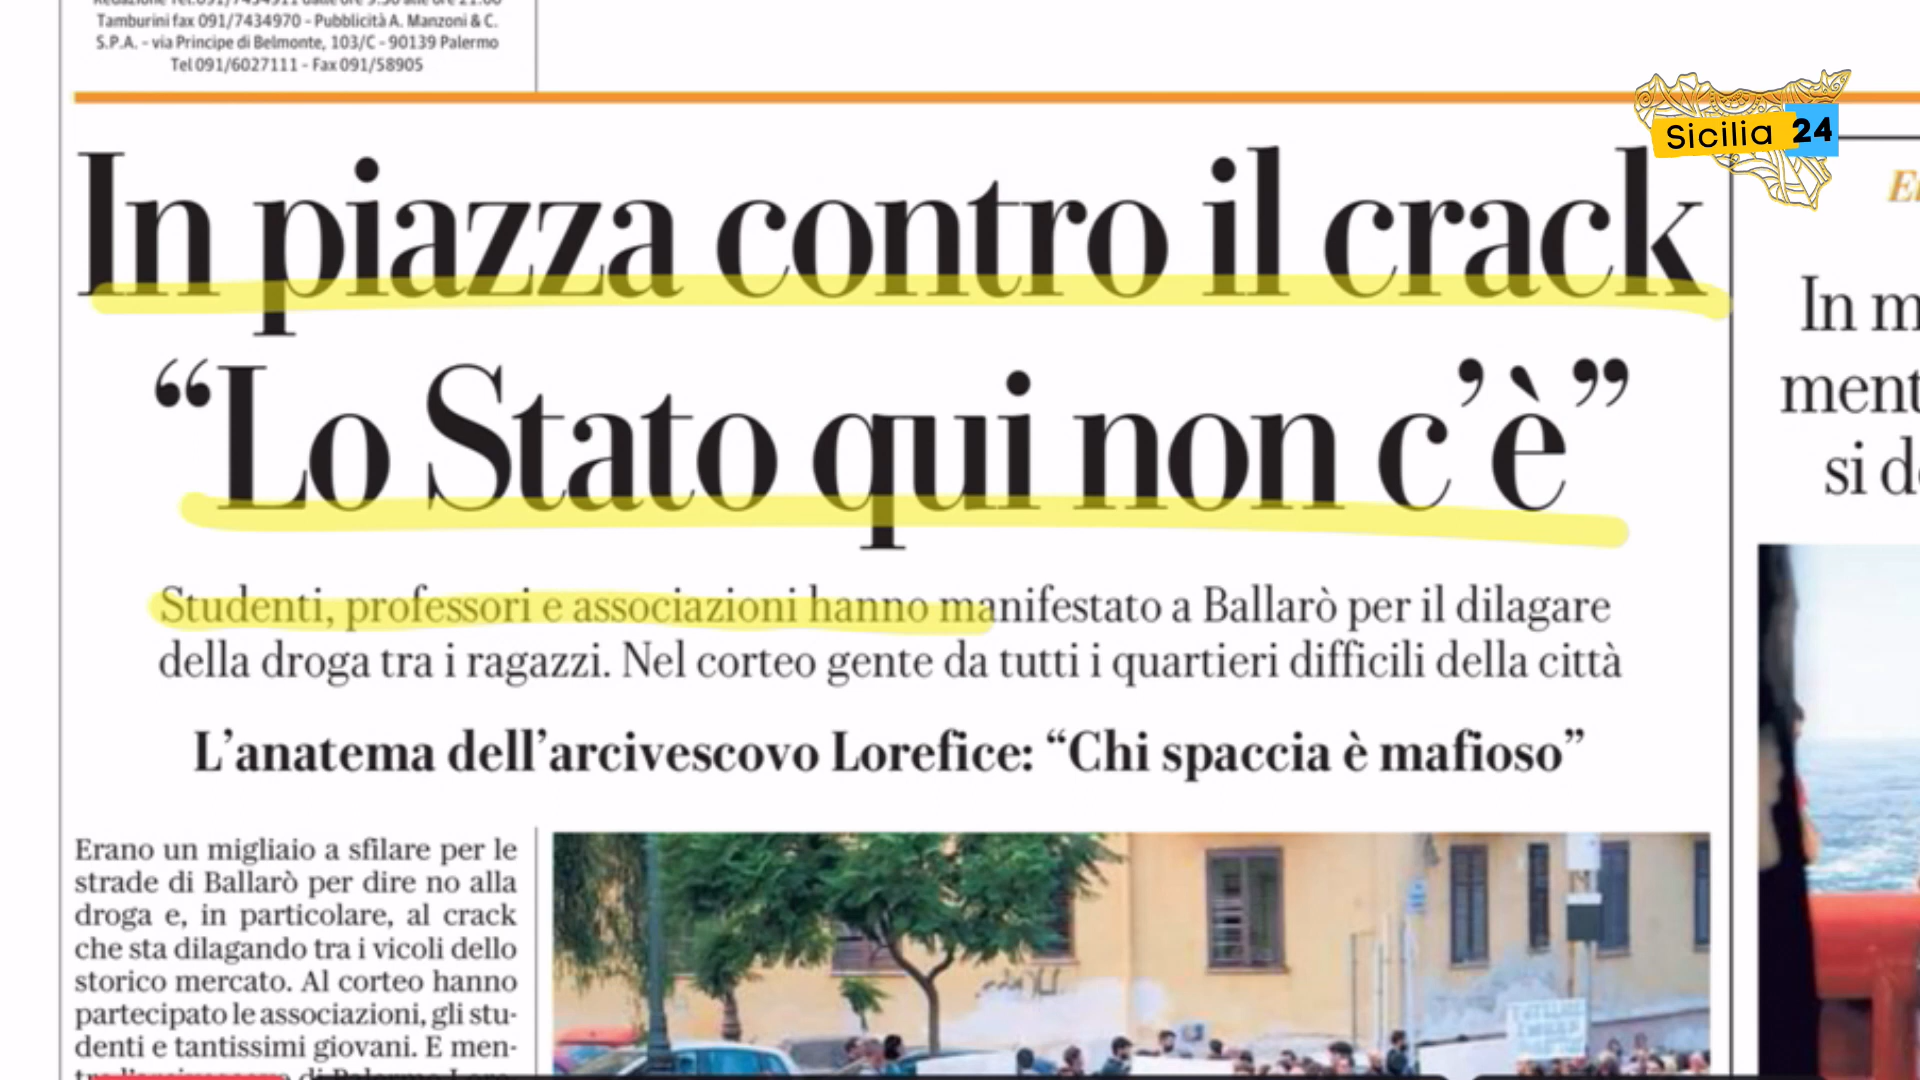 Tamburini fax 091/7434970 - Pubblicità A. Manzoni & C.
S.P.A. - via Principe di Belmonte, 103/C - 90139 Palermo
Tel 091/6027111 - Fax 091/58905
Sicilia 24
In piazza contro il crack
“Lo Stato qui non c’è”
Studenti, professori e associazioni hanno manifestato a Ballarò per il dilagare
della droga tra i ragazzi. Nel corteo gente da tutti i quartieri difficili della città
L’anatema dell’arcivescovo Lorefice: “Chi spaccia è mafioso”
Erano un migliaio a sfilare per le
strade di Ballarò per dire no alla
droga e, in particolare, al crack
che sta dilagando tra i vicoli dello
storico mercato. Al corteo hanno
partecipato le associazioni, gli stu-
denti e tantissimi giovani. E men-
In m
ment
si d